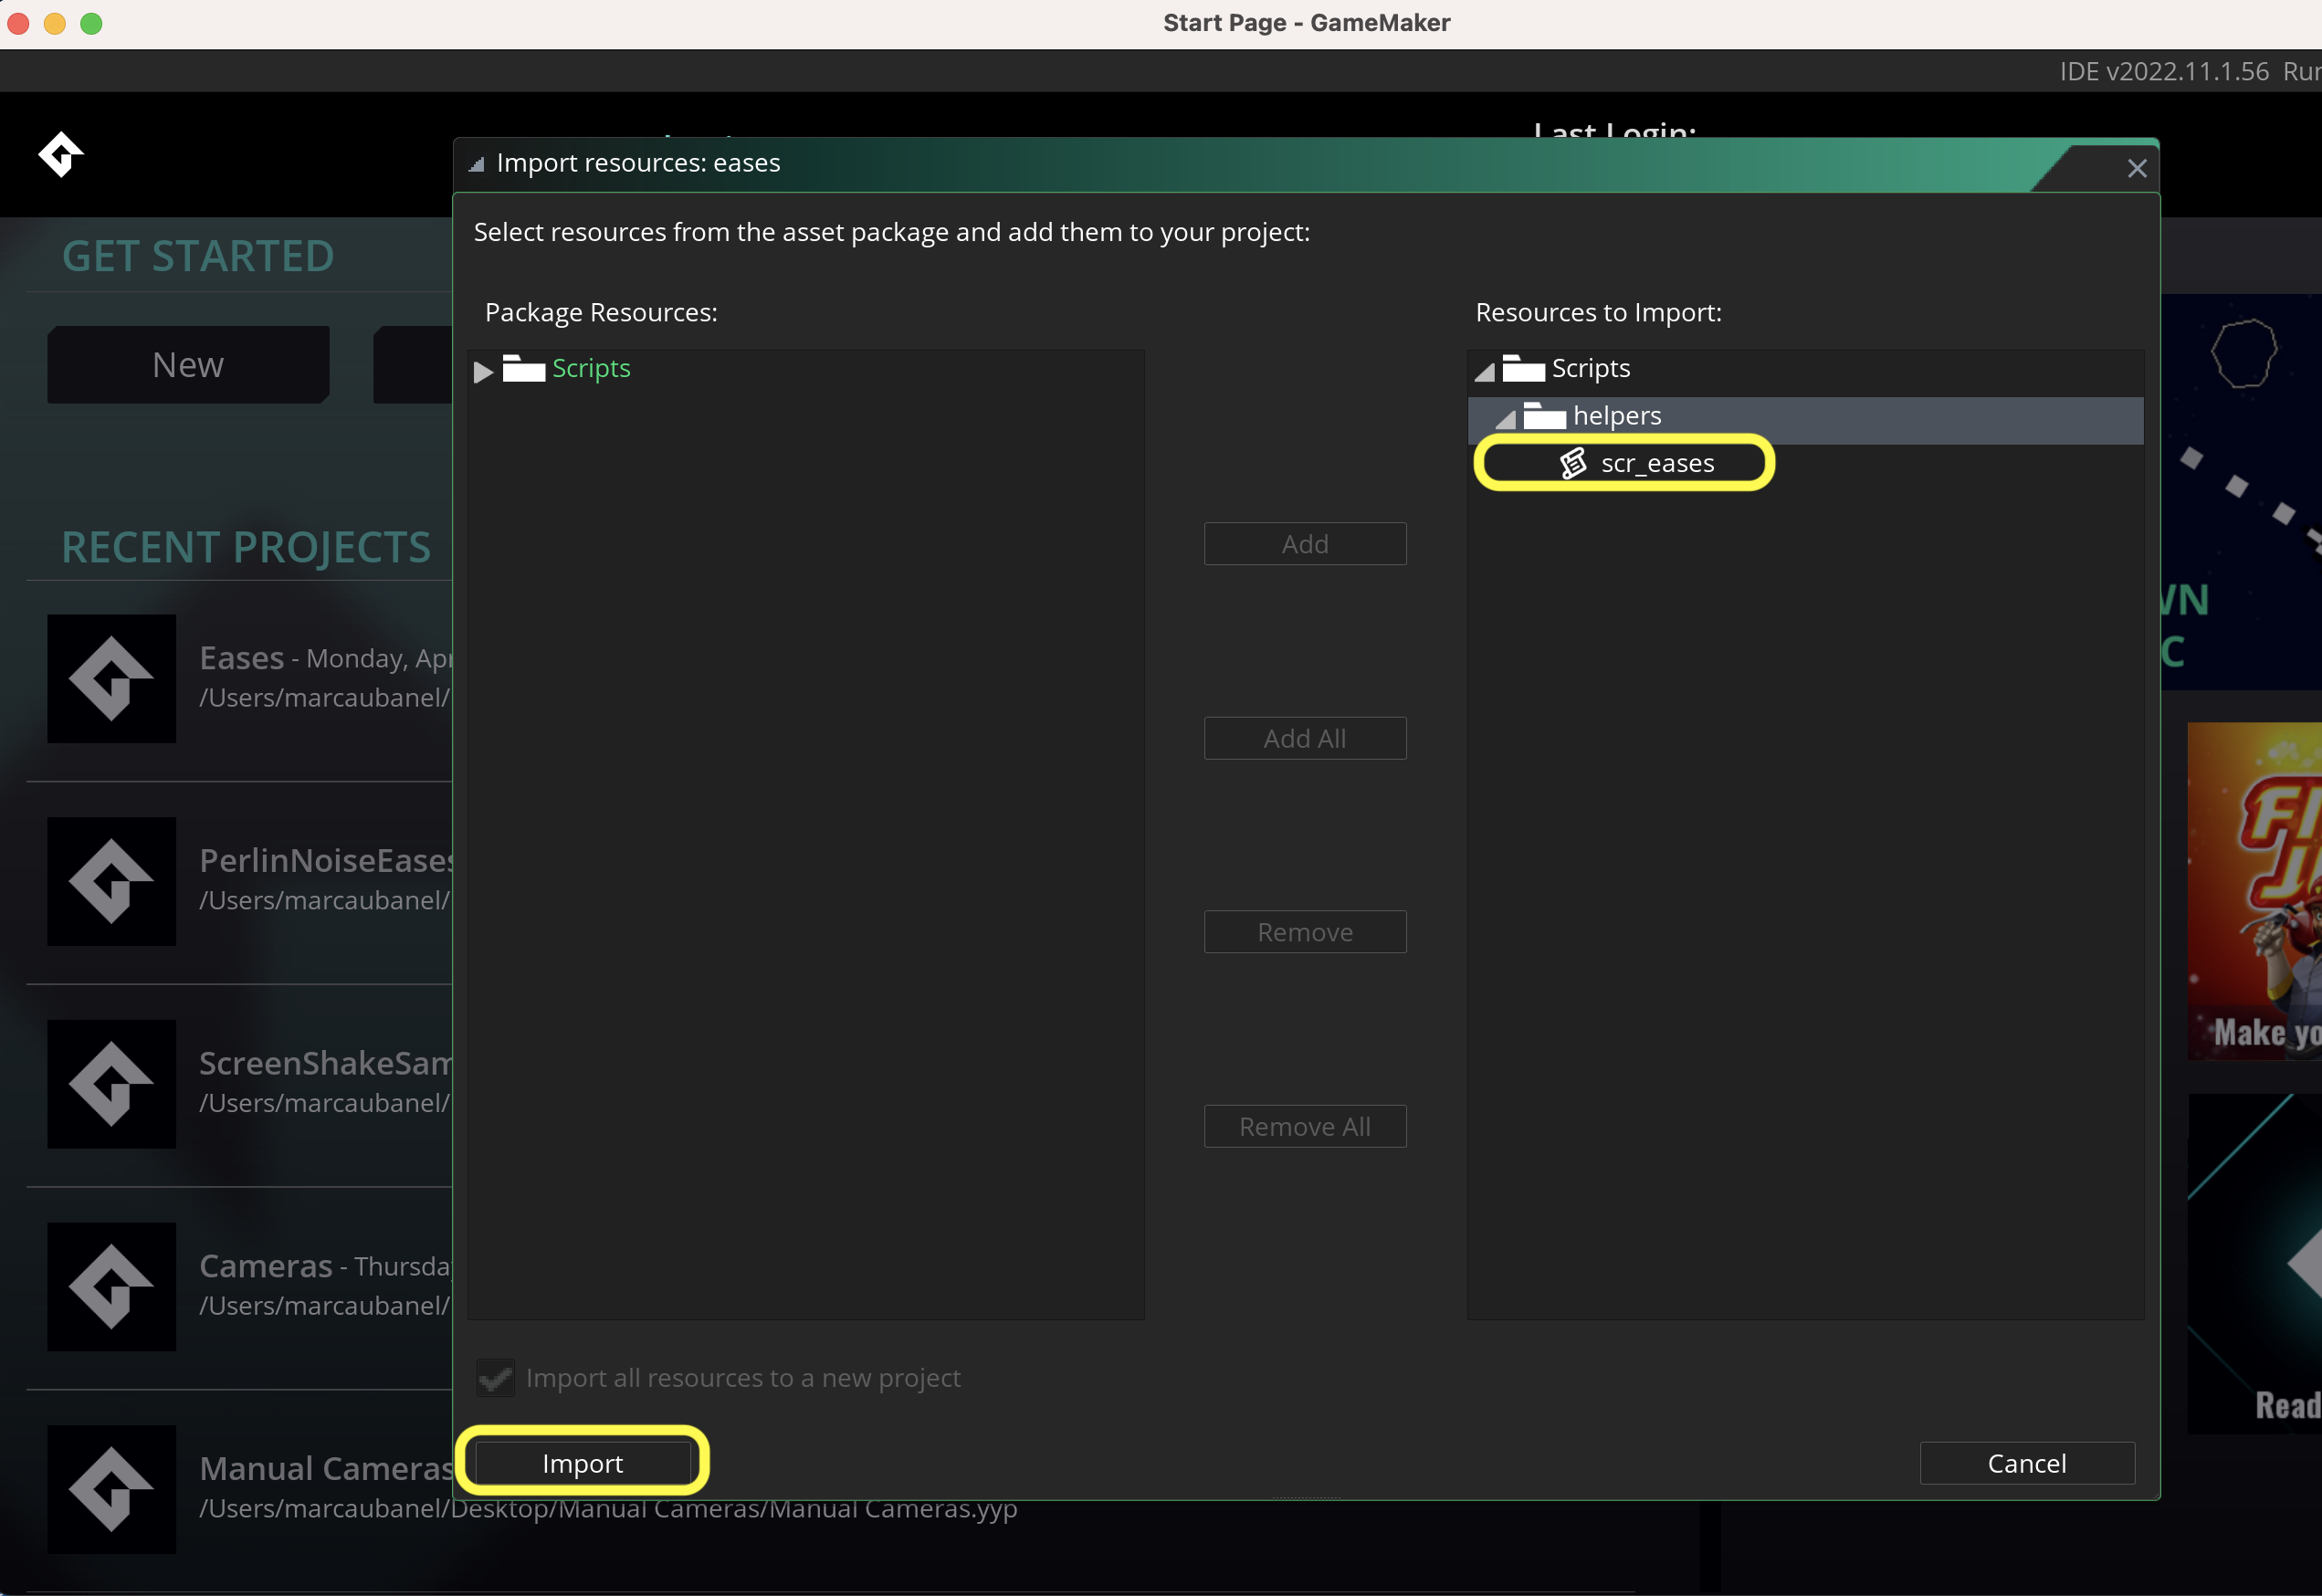 Start Page - GameMaker
IDE v2022.11.1.56
Last Login:
Import resources: eases
Select resources from the asset package and add them to your project:
GET STARTED
New
Package Resources:
Scripts
Resources to Import:
Scripts
helpers
scr_eases
Add
Add All
Remove
Remove All
RECENT PROJECTS
Eases - Monday, Apr
/Users/marcaubanel/
PerlinNoiseEases
/Users/marcaubanel/
ScreenShakeSam
/Users/marcaubanel/
Cameras - Thursday
/Users/marcaubanel/
Manual Cameras
/Users/marcaubanel/Desktop/Manual Cameras/Manual Cameras.yyp
Import all resources to a new project
Import
Cancel
WN
C
FI
J
Make yo
Read